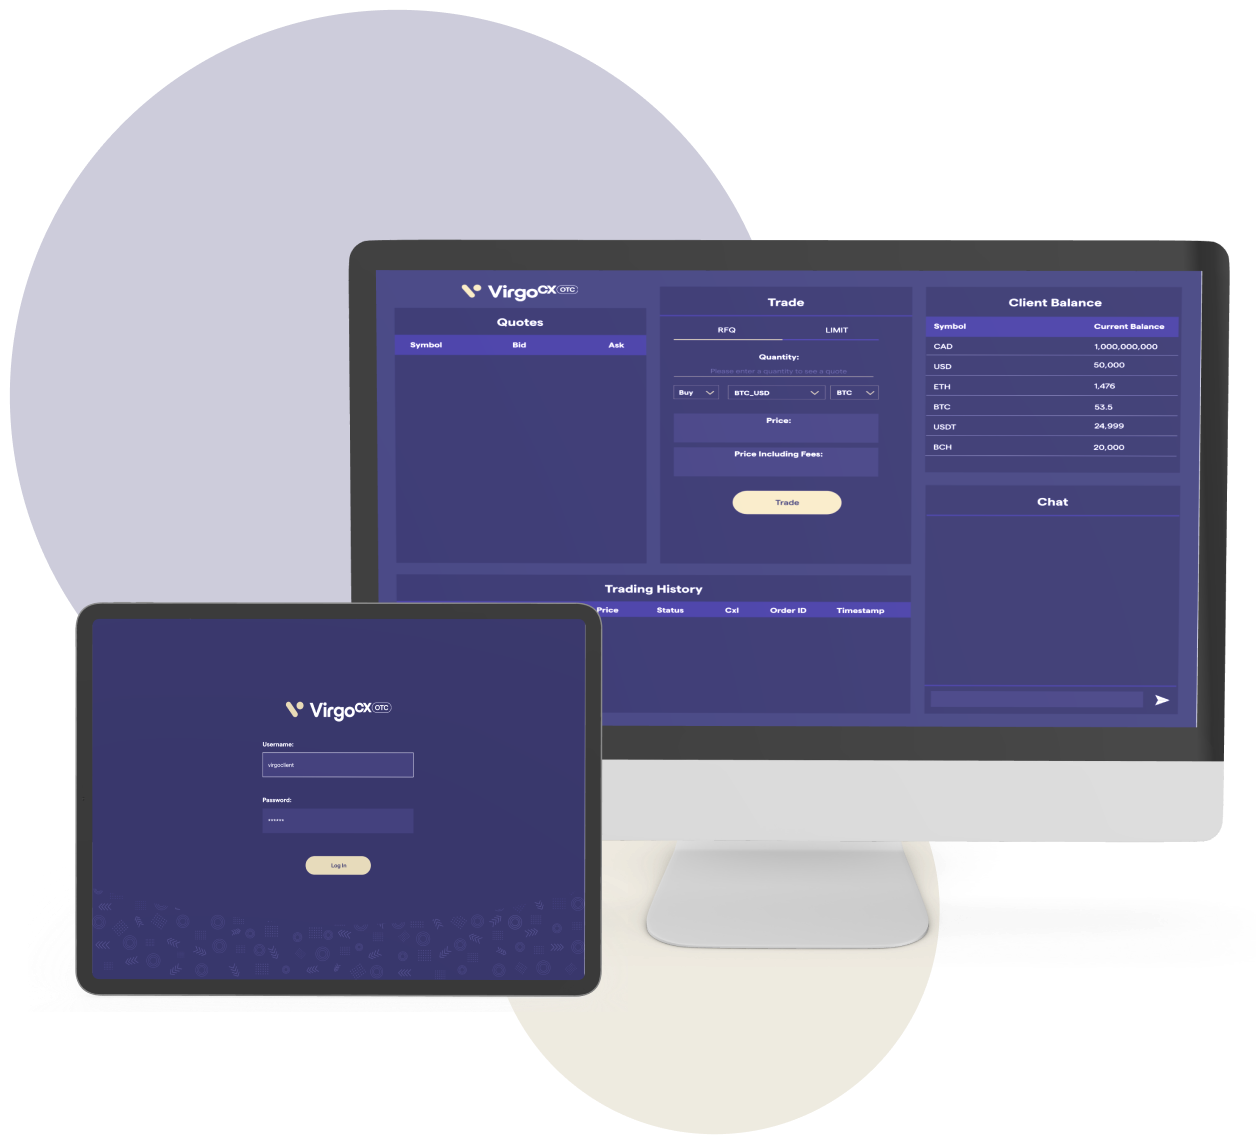 VirgoCX OTC
Quotes
Symbol Bid Ask
Trade
RFQ LIMIT
Quantity:
Please enter a quantity to see a quote
Buy BTC_USD BTC
Price:
Price Including Fees:
Trade
Client Balance
Symbol Current Balance
CAD 1,000,000,000
USD 50,000
ETH 1,476
BTC 53.5
USDT 24,999
BCH 20,000
Chat
Trading History
Price Status Cxl Order ID Timestamp
VirgoCX OTC
Username:
virgoclient
Password:
••••••
Log In